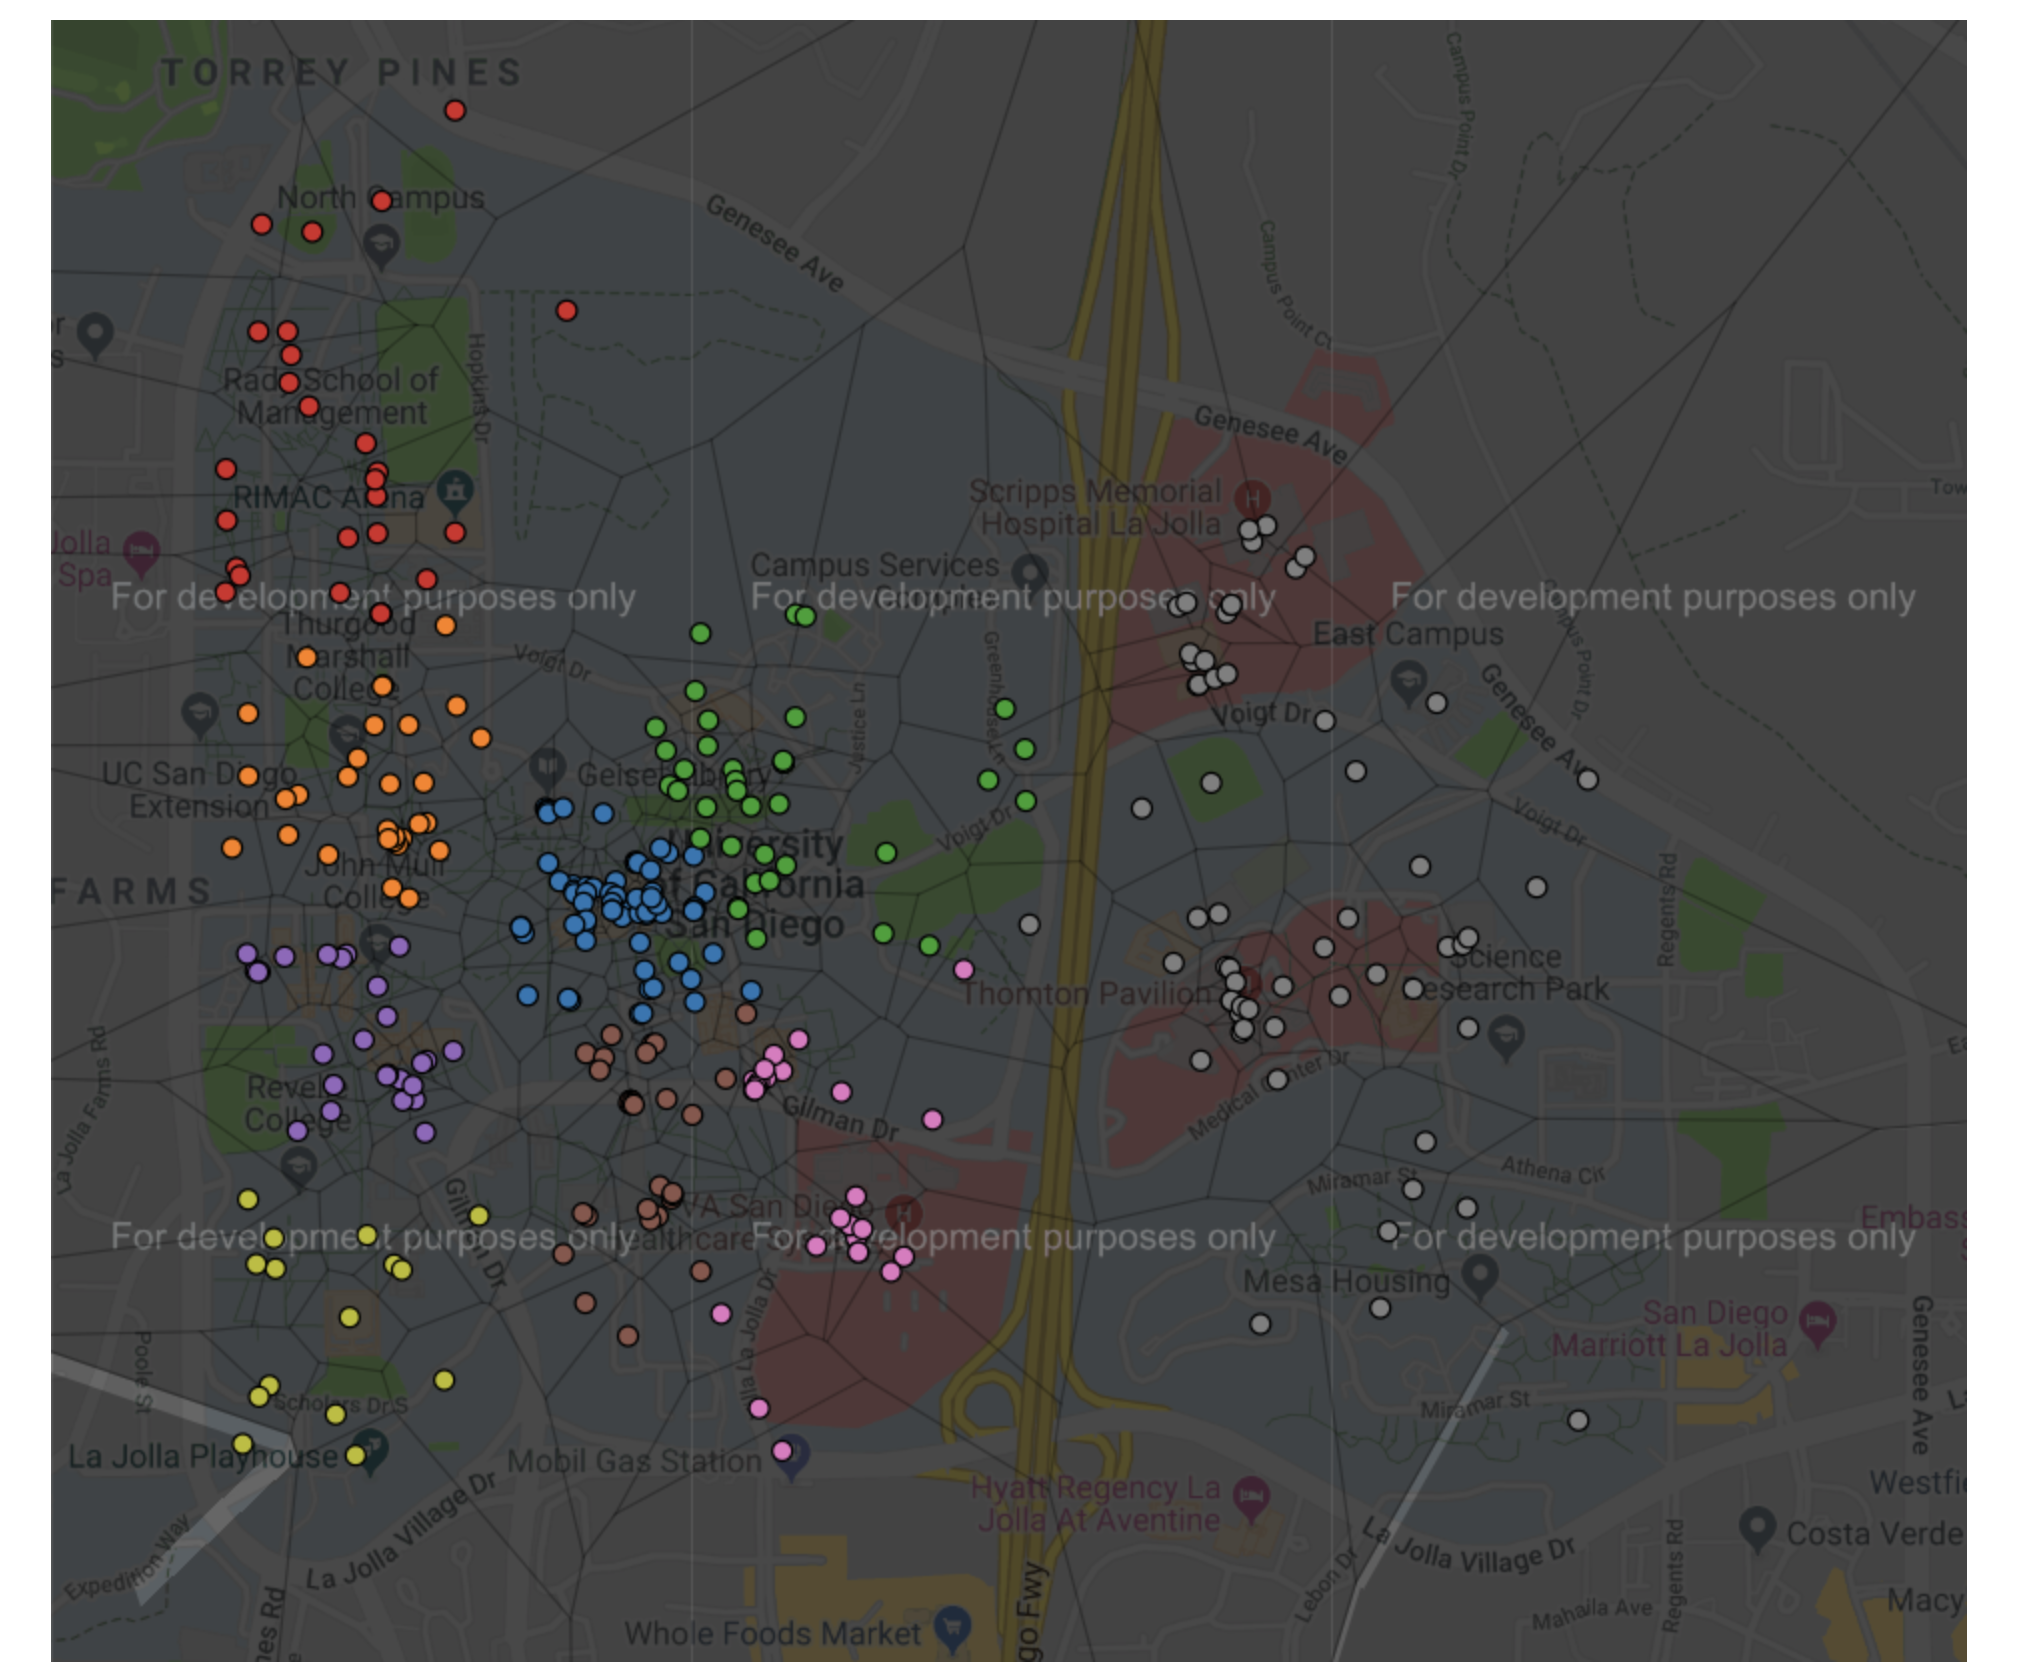 TORREY PINES
Campus Point Dr
North Campus
Genesee Ave
Campus Point Ct
Hopkins Dr
School of
Management
Genesee Ave
Scripps Memorial
Hospital La Jolla
H
Tow
RIMAC Arena
Jolla
Spa
Campus Services
For development purposes only
For development purposes only
For development purposes only
Thurgood
Marshall
College
East Campus
Campus Point Dr
Voigt Dr
Greenhouse Ln
Justice Ln
Genesee Ave
Voigt Dr
UC San Diego
Extension
Geisel Library
Voigt Dr
Voigt Dr
University
of California
San Diego
John Muir
College
FARMS
Regents Rd
Science
Research Park
Thornton Pavilion
La Jolla Farms Rd
Revelle
College
Gilman Dr
Medical Center Dr
Athena Cir
Miramar St
Gilman Dr
VA San Diego
Healthcare
H
Embass
For development purposes only
For development purposes only
For development purposes only
Mesa Housing
San Diego
Marriott La Jolla
Genesee Ave
Villa La Jolla Dr
Poole St
Scholars Dr S
Miramar St
La Jolla Playhouse
Mobil Gas Station
La Jolla Village Dr
Hyatt Regency La
Jolla At Aventine
Westfi
La Jolla Village Dr
Costa Verde
Expedition Way
Lebon Dr
Regents Rd
Mahaila Ave
Macy
nes Rd
go Fwy
Whole Foods Market